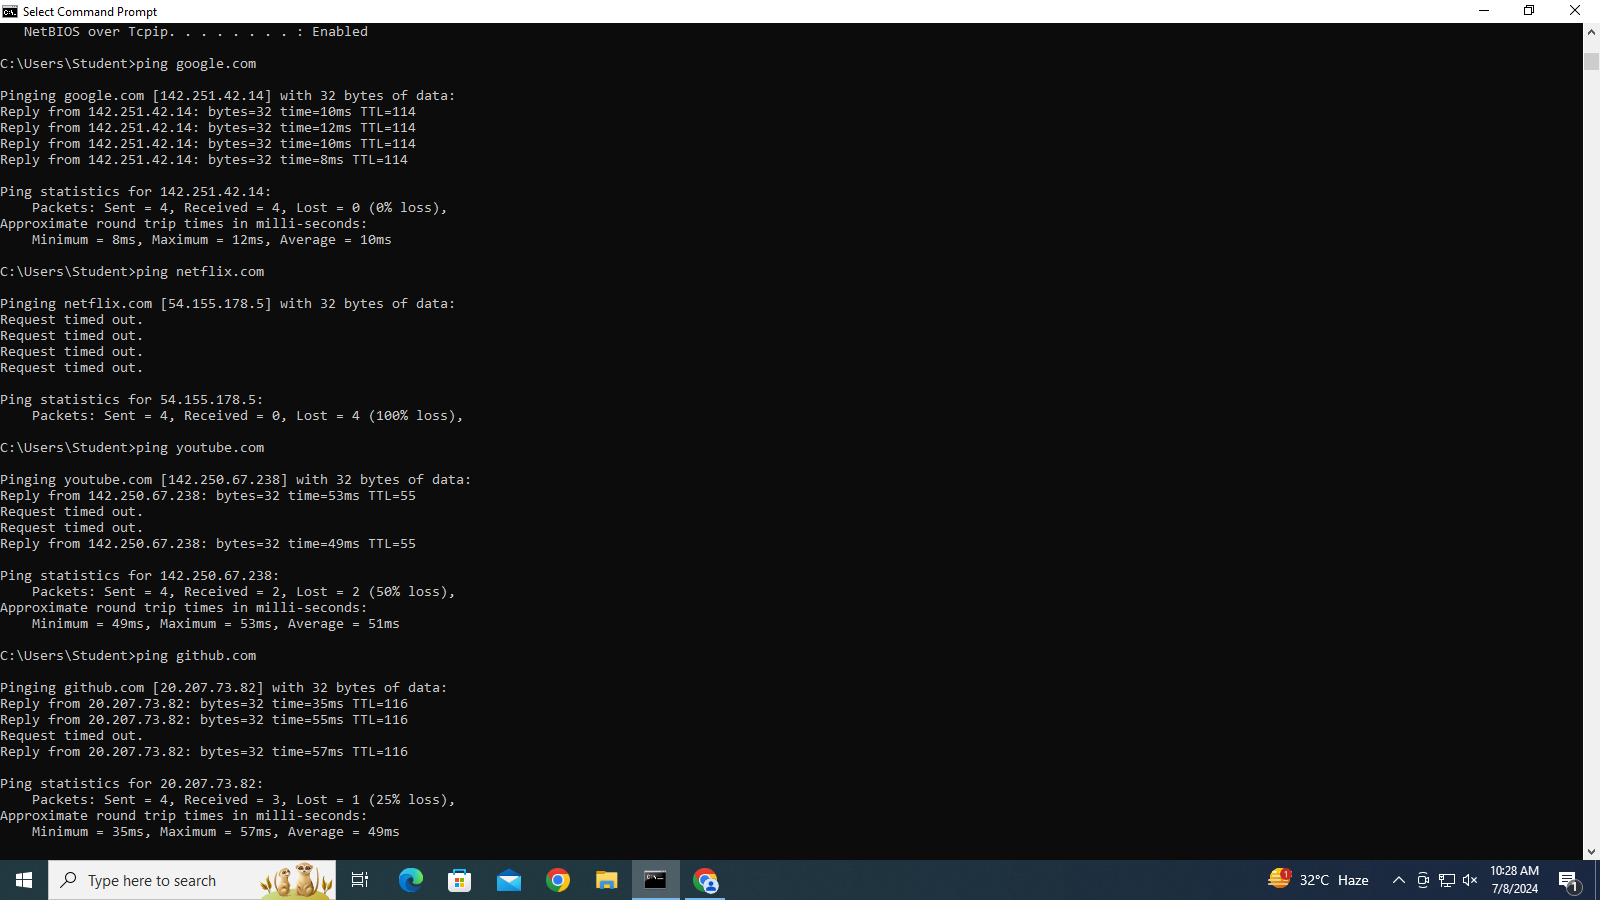 Select Command Prompt
   NetBIOS over Tcpip. . . . . . . . : Enabled
C:\Users\Student>ping google.com
Pinging google.com [142.251.42.14] with 32 bytes of data:
Reply from 142.251.42.14: bytes=32 time=10ms TTL=114
Reply from 142.251.42.14: bytes=32 time=12ms TTL=114
Reply from 142.251.42.14: bytes=32 time=10ms TTL=114
Reply from 142.251.42.14: bytes=32 time=8ms TTL=114
Ping statistics for 142.251.42.14:
    Packets: Sent = 4, Received = 4, Lost = 0 (0% loss),
Approximate round trip times in milli-seconds:
    Minimum = 8ms, Maximum = 12ms, Average = 10ms
C:\Users\Student>ping netflix.com
Pinging netflix.com [54.155.178.5] with 32 bytes of data:
Request timed out.
Request timed out.
Request timed out.
Request timed out.
Ping statistics for 54.155.178.5:
    Packets: Sent = 4, Received = 0, Lost = 4 (100% loss),
C:\Users\Student>ping youtube.com
Pinging youtube.com [142.250.67.238] with 32 bytes of data:
Reply from 142.250.67.238: bytes=32 time=53ms TTL=55
Request timed out.
Request timed out.
Reply from 142.250.67.238: bytes=32 time=49ms TTL=55
Ping statistics for 142.250.67.238:
    Packets: Sent = 4, Received = 2, Lost = 2 (50% loss),
Approximate round trip times in milli-seconds:
    Minimum = 49ms, Maximum = 53ms, Average = 51ms
C:\Users\Student>ping github.com
Pinging github.com [20.207.73.82] with 32 bytes of data:
Reply from 20.207.73.82: bytes=32 time=35ms TTL=116
Reply from 20.207.73.82: bytes=32 time=55ms TTL=116
Request timed out.
Reply from 20.207.73.82: bytes=32 time=57ms TTL=116
Ping statistics for 20.207.73.82:
    Packets: Sent = 4, Received = 3, Lost = 1 (25% loss),
Approximate round trip times in milli-seconds:
    Minimum = 35ms, Maximum = 57ms, Average = 49ms
Type here to search
1
32°C Haze
10:28 AM
7/8/2024
1